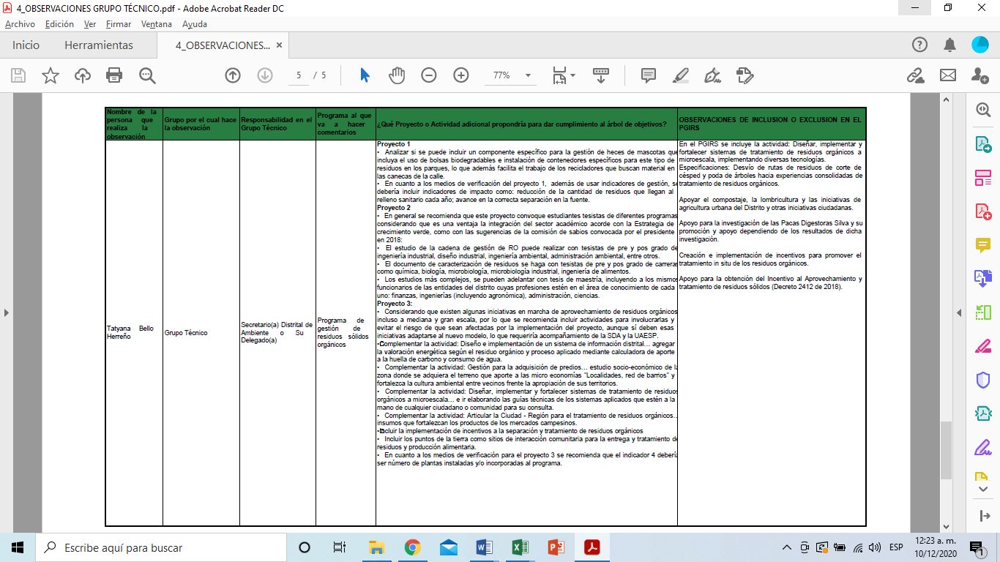 4_OBSERVACIONES GRUPO TÉCNICO.pdf - Adobe Acrobat Reader DC
Archivo Edición Ver Firmar Ventana Ayuda
Inicio Herramientas 4_OBSERVACIONES...
5 / 5 77%
Nombre de la
persona que
realiza la
observación
Grupo por el cual hace
la observación
Responsabilidad en el
Grupo Técnico
Programa al que
va a hacer
comentarios
¿Qué Proyecto o Actividad adicional propondría para dar cumplimiento al árbol de objetivos?
OBSERVACIONES DE INCLUSION O EXCLUSION EN EL
PGIRS
Tatyana Bello
Herreño
Grupo Técnico
Secretario(a) Distrital de
Ambiente o Su
Delegado(a)
Programa de
gestión de
residuos sólidos
orgánicos
Proyecto 1
• Analizar si se puede incluir un componente específico para la gestión de heces de mascotas que
incluya el uso de bolsas biodegradables e instalación de contenedores específicos para este tipo de
residuos en los parques, lo que además facilita el trabajo de los recicladores que buscan material en
las canecas de la calle.
• En cuanto a los medios de verificación del proyecto 1, además de usar indicadores de gestión, se
debería incluir indicadores de impacto como: reducción de la cantidad de residuos que llegan al
relleno sanitario cada año; avance en la correcta separación en la fuente.
Proyecto 2
• En general se recomienda que este proyecto convoque estudiantes tesistas de diferentes programas
considerando que es una ventaja la integración del sector académico acorde con la Estrategia de
crecimiento verde, como con las sugerencias de la comisión de sabios convocada por el presidente
en 2018:
• El estudio de la cadena de gestión de RO puede realizar con tesistas de pre y pos grado de
ingeniería industrial, diseño industrial, ingeniería ambiental, administración ambiental, entre otros.
• El documento de caracterización de residuos se haga con tesistas de pre y pos grado de carreras
como química, biología, microbiología, microbiología industrial, ingeniería de alimentos.
• Los estudios más complejos, se pueden adelantar con tesis de maestría, incluyendo a los mismos
funcionarios de las entidades del distrito cuyas profesiones estén en el área de conocimiento de cada
uno: finanzas, ingenierías (incluyendo agronómica), administración, ciencias.
Proyecto 3:
• Considerando que existen algunas iniciativas en marcha de aprovechamiento de residuos orgánicos
incluso a mediana y gran escala, por lo que se recomienda incluir actividades para involucrarlas y
evitar el riesgo de que sean afectadas por la implementación del proyecto, aunque sí deben esas
iniciativas adaptarse al nuevo modelo, lo que requeriría acompañamiento de la SDA y la UAESP.
•Complementar la actividad: Diseño e implementación de un sistema de información distrital… agregar
la valoración energética según el residuo orgánico y proceso aplicado mediante calculadora de aporte
a la huella de carbono y consumo de agua.
• Complementar la actividad: Gestión para la adquisición de predios… estudio socio-económico de la
zona donde se adquiera el terreno que aporte a las micro economías "Localidades, red de barrios" y
fortalezca la cultura ambiental entre vecinos frente la apropiación de sus territorios.
• Complementar la actividad: Diseñar, implementar y fortalecer sistemas de tratamiento de residuos
orgánicos a microescala… e ir elaborando las guías técnicas de los sistemas aplicados que estén a la
mano de cualquier ciudadano o comunidad para su consulta.
• Complementar la actividad: Articular la Ciudad - Región para el tratamiento de residuos orgánicos…
insumos que fortalezcan los productos de los mercados campesinos.
•Incluir la implementación de incentivos a la separación y tratamiento de residuos orgánicos
• Incluir los puntos de la tierra como sitios de interacción comunitaria para la entrega y tratamiento de
residuos y producción alimentaria.
• En cuanto a los medios de verificación para el proyecto 3 se recomienda que el indicador 4 debería
ser número de plantas instaladas y/o incorporadas al programa.
En el PGIRS se incluye la actividad: Diseñar, implementar y
fortalecer sistemas de tratamiento de residuos orgánicos a
microescala, implementando diversas tecnologías.
Especificaciones: Desvío de rutas de residuos de corte de
césped y poda de árboles hacia experiencias consolidadas de
tratamiento de residuos orgánicos.
Apoyar el compostaje, la lombricultura y las iniciativas de
agricultura urbana del Distrito y otras iniciativas ciudadanas.
Apoyo para la investigación de las Pacas Digestoras Silva y su
promoción y apoyo dependiendo de los resultados de dicha
investigación.
Creación e implementación de incentivos para promover el
tratamiento in situ de los residuos orgánicos.
Apoyo para la obtención del Incentivo al Aprovechamiento y
tratamiento de residuos sólidos (Decreto 2412 de 2018).
Escribe aquí para buscar
ESP
12:23 a. m.
10/12/2020
1